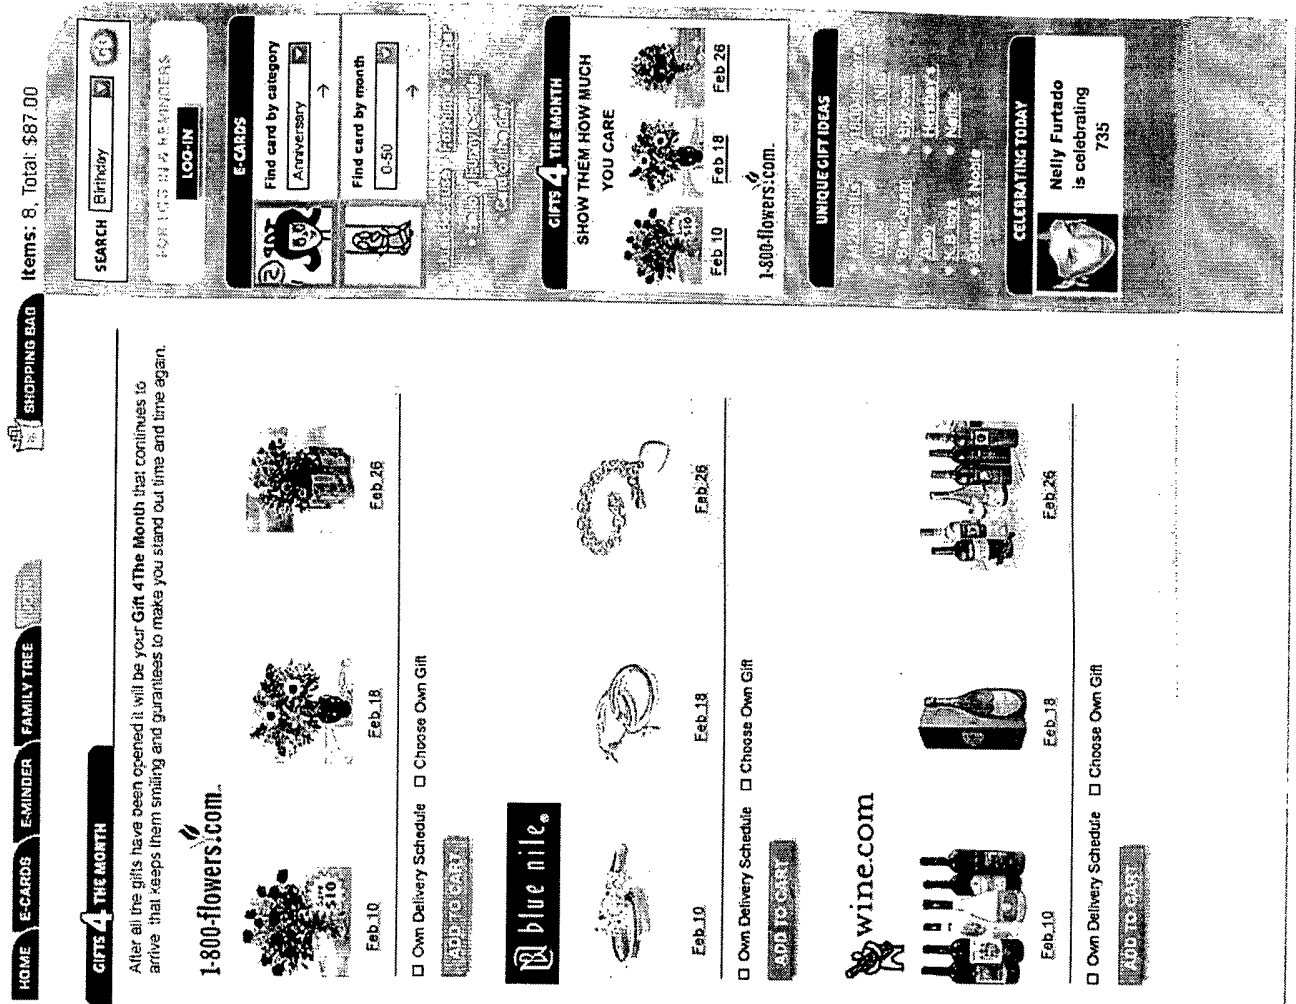 HOME
E-CARDS
E-MINDER
FAMILY TREE
SHOPPING BAG
Items: 8, Total: $87.00
GIFTS 4 THE MONTH
After all the gifts have been opened it will be your Gift 4The Month that continues to
arrive that keeps them smiling and gurantees to make you stand out time and time again.
1-800-flowers.com
Feb 10
Feb 18
Feb 26
Own Delivery Schedule
Choose Own Gift
ADD TO CART
blue nile
Feb 10
Feb 18
Feb 26
Own Delivery Schedule
Choose Own Gift
ADD TO CART
wine.com
Feb 10
Feb 18
Feb 26
Own Delivery Schedule
Choose Own Gift
ADD TO CART
SEARCH
Birthday
LOG-IN
E-CARDS
Find card by category
Anniversary
Find card by month
0-50
GIFTS 4 THE MONTH
SHOW THEM HOW MUCH
YOU CARE
$10
Feb 10
Feb 18
Feb 26
1-800-flowers.com
UNIQUE GIFT IDEAS
Barnes & Noble
CELEBRATING TODAY
Nelly Furtado
is celebrating
735